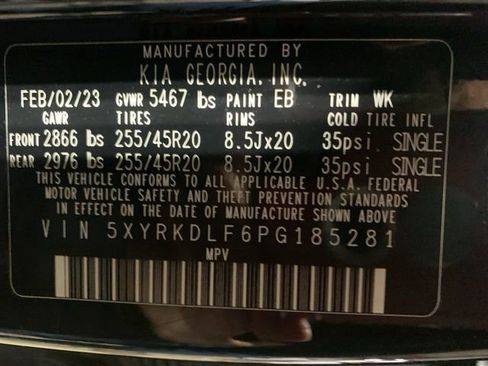 MANUFACTURED BY
KIA GEORGIA, INC.
FEB/02/23 GVWR 5467 lbs PAINT EB TRIM WK
GAWR TIRES RIMS COLD TIRE INFL
FRONT 2866 lbs 255/45R20 8.5Jx20 35psi. SINGLE
REAR 2976 lbs 255/45R20 8.5Jx20 35psi SINGLE
THIS VEHICLE CONFORMS TO ALL APPLICABLE U.S.A. FEDERAL
MOTOR VEHICLE SAFETY AND THEFT PREVENTION STANDARDS
IN EFFECT ON THE DATE OF MANUFACTURE SHOWN ABOVE.
VIN 5XYRKDLF6PG185281
MPV